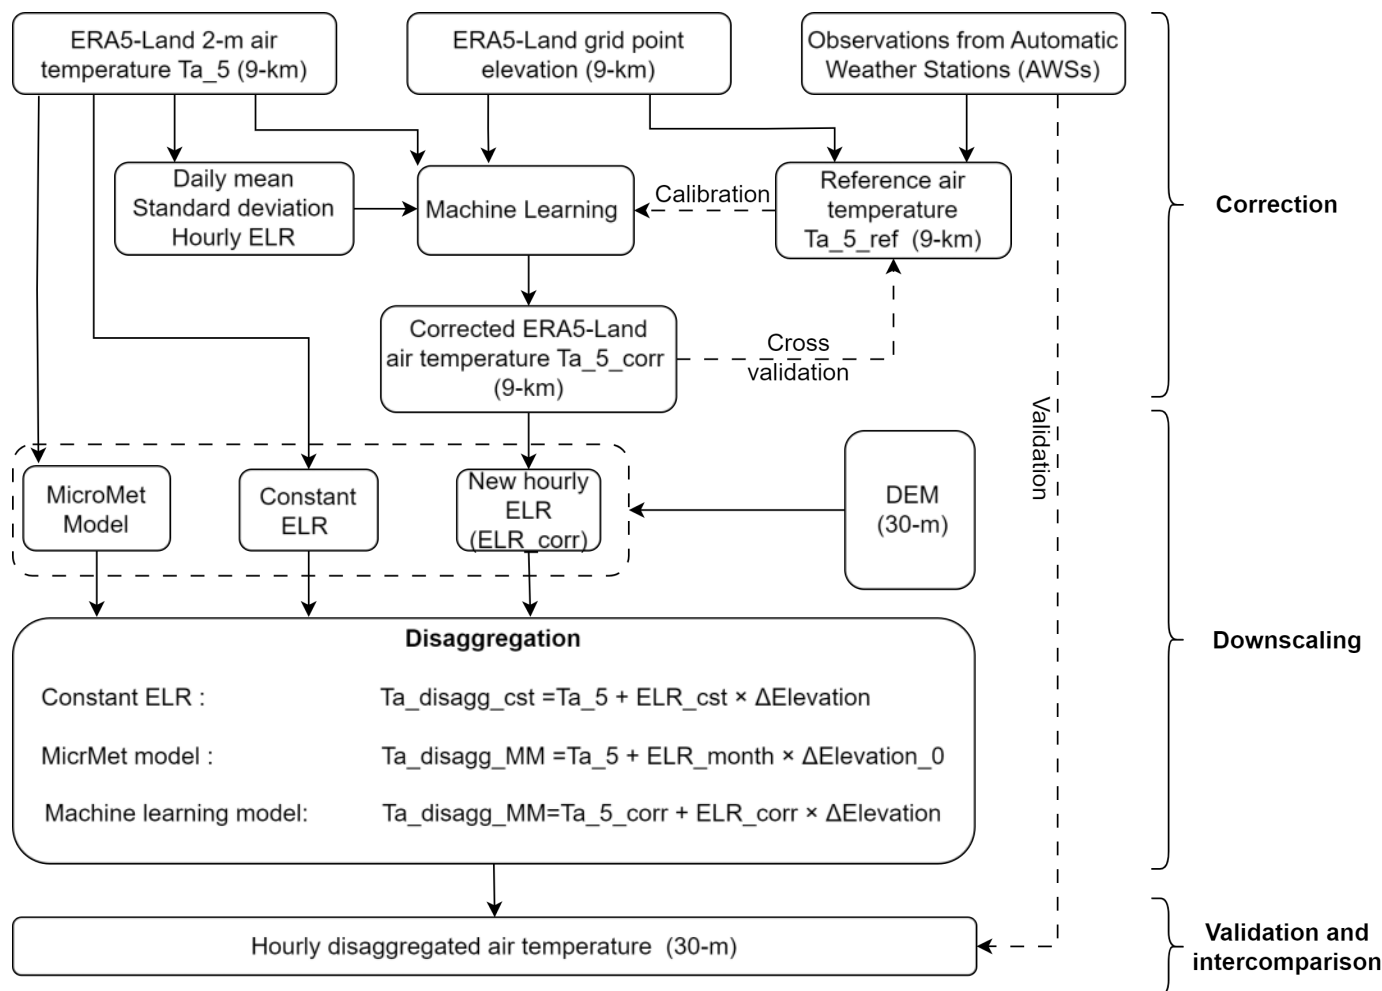 ERA5-Land 2-m air
temperature Ta_5 (9-km)
ERA5-Land grid point
elevation (9-km)
Observations from Automatic
Weather Stations (AWSs)
Daily mean
Standard deviation
Hourly ELR
Machine Learning
Calibration
Reference air
temperature
Ta_5_ref (9-km)
Correction
Corrected ERA5-Land
air temperature Ta_5_corr
(9-km)
Cross
validation
Validation
MicroMet
Model
Constant
ELR
New hourly
ELR
(ELR_corr)
DEM
(30-m)
Disaggregation
Constant ELR : Ta_disagg_cst =Ta_5 + ELR_cst × ΔElevation
MicrMet model : Ta_disagg_MM =Ta_5 + ELR_month × ΔElevation_0
Machine learning model: Ta_disagg_MM=Ta_5_corr + ELR_corr × ΔElevation
Downscaling
Hourly disaggregated air temperature (30-m)
Validation and
intercomparison